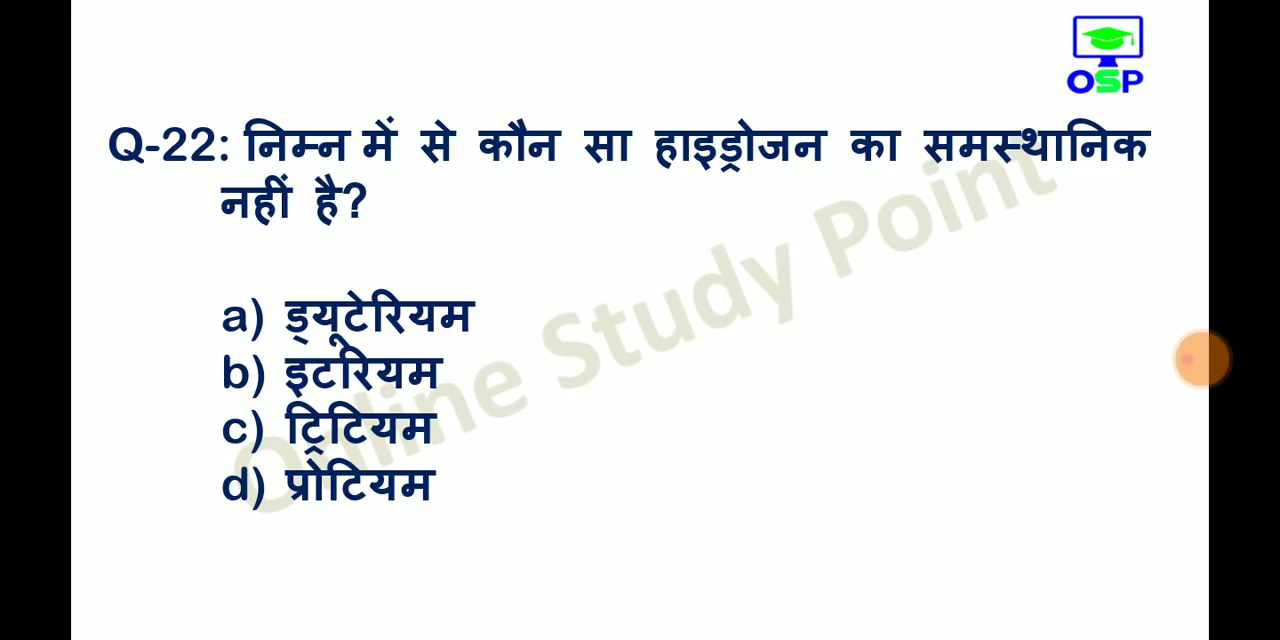 OSP
Q-22: निम्न में से कौन सा हाइड्रोजन का समस्थानिक
नहीं है?
a) ड्यूटेरियम
b) इटरियम
c) ट्रिटियम
d) प्रोटियम
Online Study Point